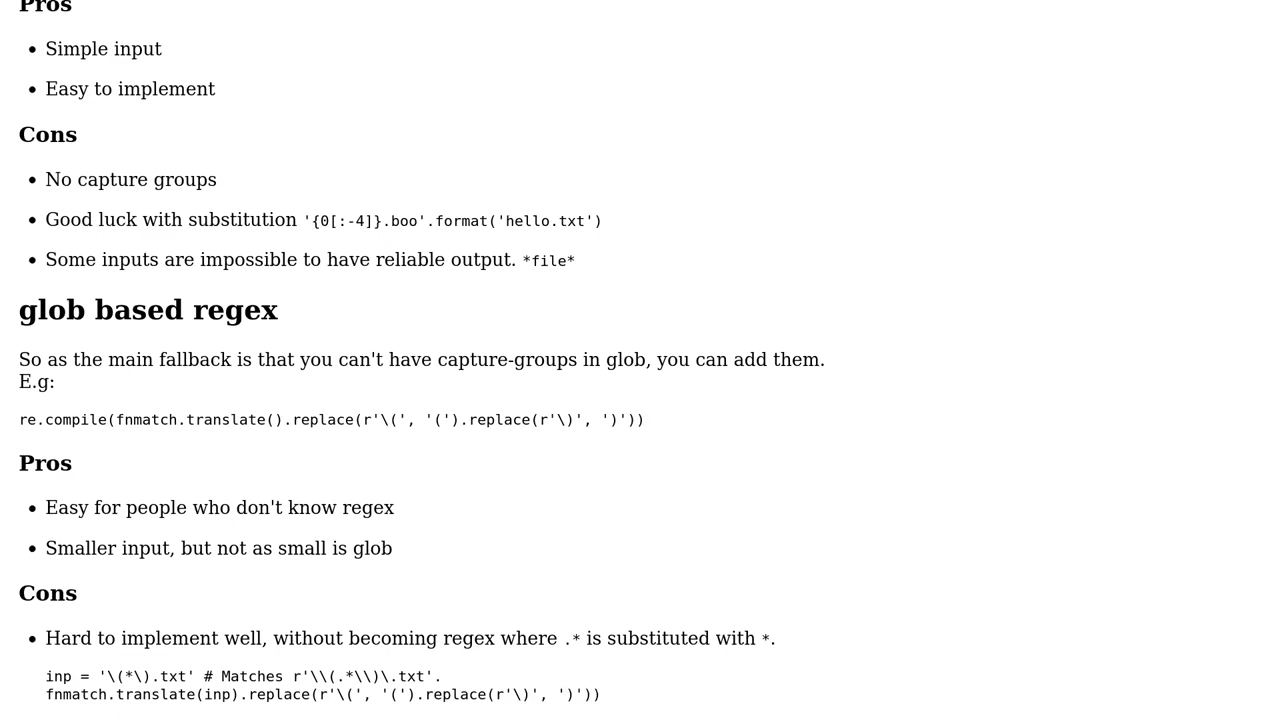 Pros
Simple input
Easy to implement
Cons
No capture groups
Good luck with substitution '{0[:-4]}.boo'.format('hello.txt')
Some inputs are impossible to have reliable output. *file*
glob based regex
So as the main fallback is that you can't have capture-groups in glob, you can add them.
E.g:
re.compile(fnmatch.translate().replace(r'\(', '(').replace(r'\)', ')'))
Pros
Easy for people who don't know regex
Smaller input, but not as small is glob
Cons
Hard to implement well, without becoming regex where .* is substituted with *.
inp = '\(*\).txt' # Matches r'\\(.*\\)\.txt'.
fnmatch.translate(inp).replace(r'\(', '(').replace(r'\)', ')'))